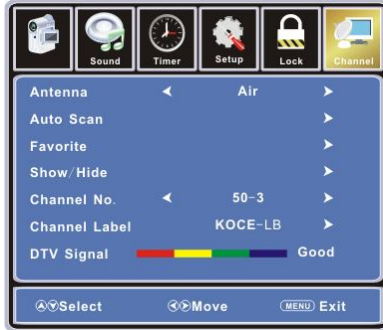 Sound Timer Setup Lock Channel
Antenna Air
Auto Scan
Favorite
Show/Hide
Channel No. 50-3
Channel Label KOCE-LB
DTV Signal Good
Select Move MENU Exit